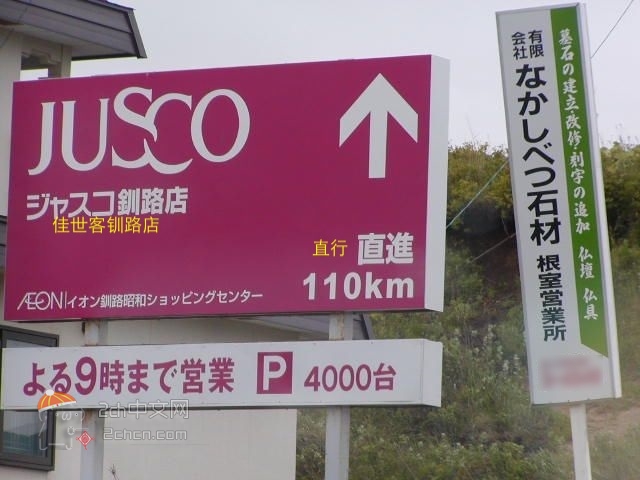 JUSCO
ジャスコ釧路店
佳世客钏路店
直行 直進
110km
ÆON イオン釧路昭和ショッピングセンター
よる9時まで営業 P 4000台
墓石の建立・改修・刻字の追加 仏壇 仏具
有限会社 なかしべつ石材 根室営業所
2ch中文网
2chcn.com